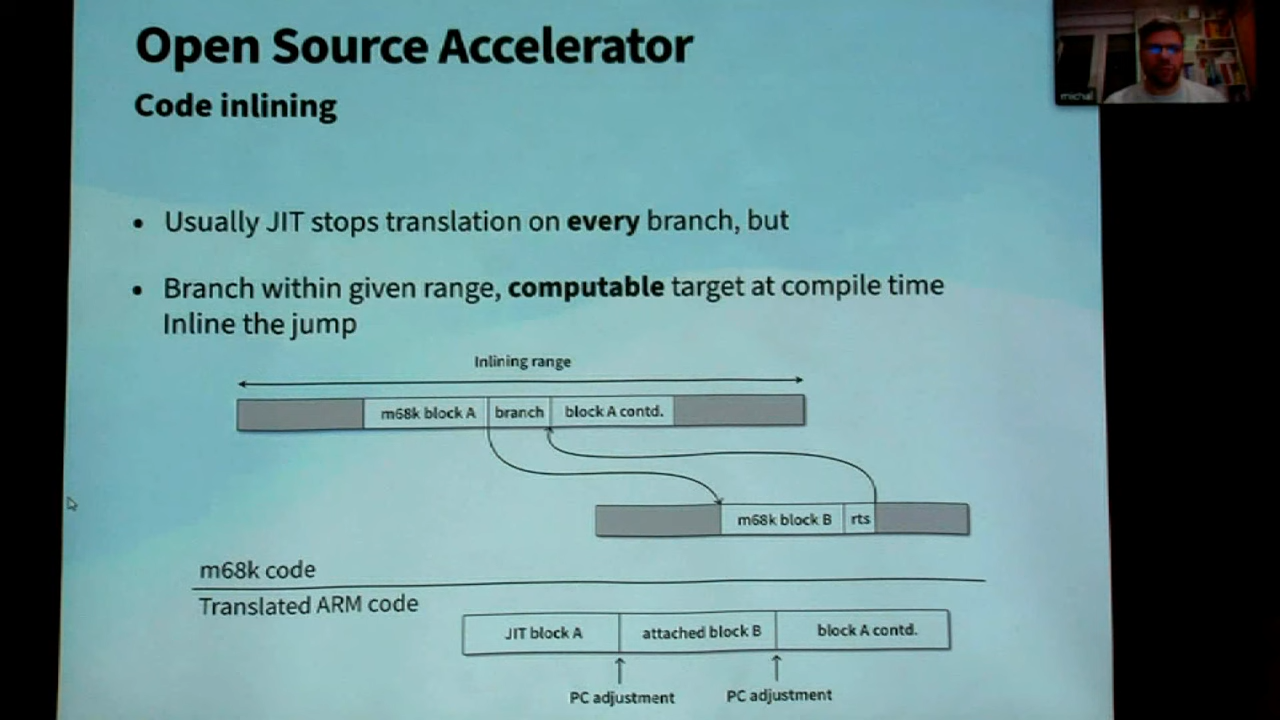 Open Source Accelerator
Code inlining
• Usually JIT stops translation on every branch, but
• Branch within given range, computable target at compile time
Inline the jump
Inlining range
m68k block A branch block A contd.
m68k block B rts
m68k code
Translated ARM code
JIT block A attached block B block A contd.
PC adjustment PC adjustment
michal